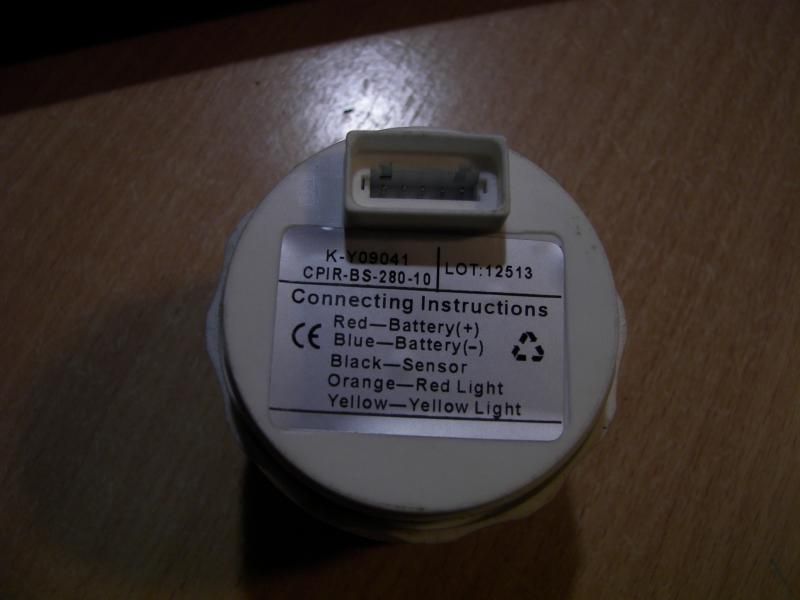 K-Y09041
CPIR-BS-280-10
LOT:12513
Connecting Instructions
CE
Red—Battery(+)
Blue—Battery(–)
Black—Sensor
Orange—Red Light
Yellow—Yellow Light